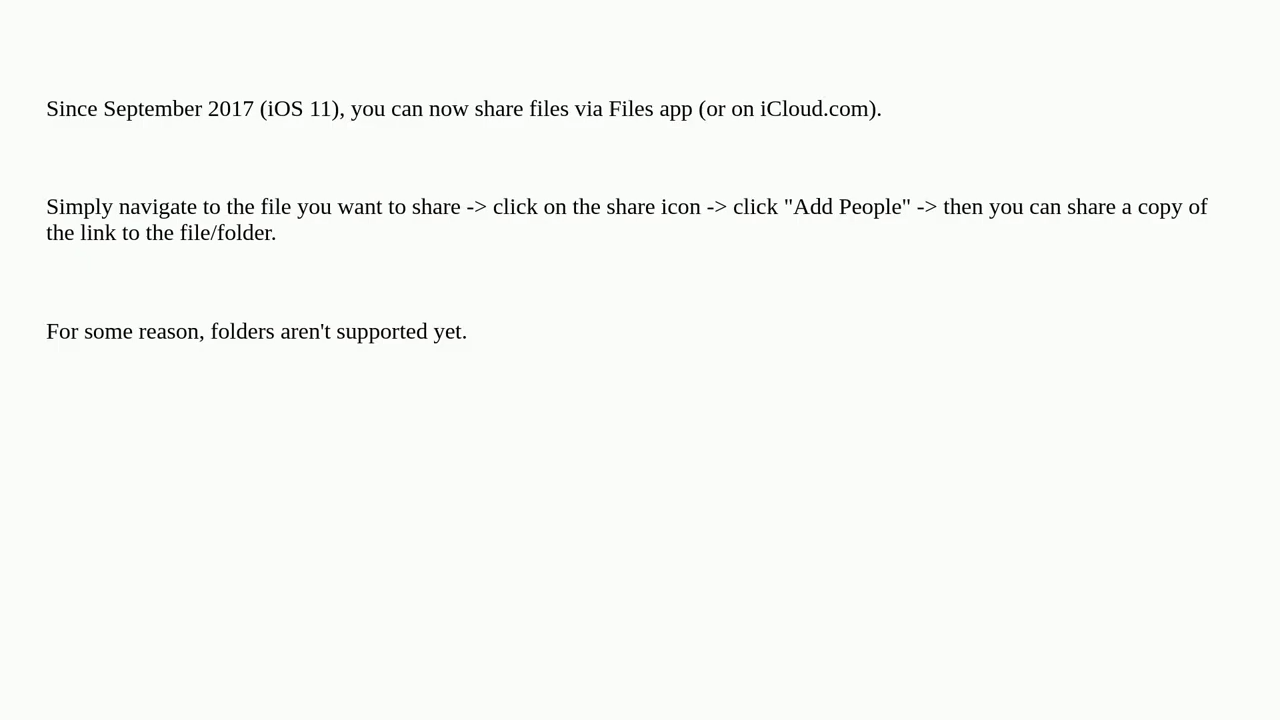 Since September 2017 (iOS 11), you can now share files via Files app (or on iCloud.com).
Simply navigate to the file you want to share -> click on the share icon -> click "Add People" -> then you can share a copy of
the link to the file/folder.
For some reason, folders aren't supported yet.